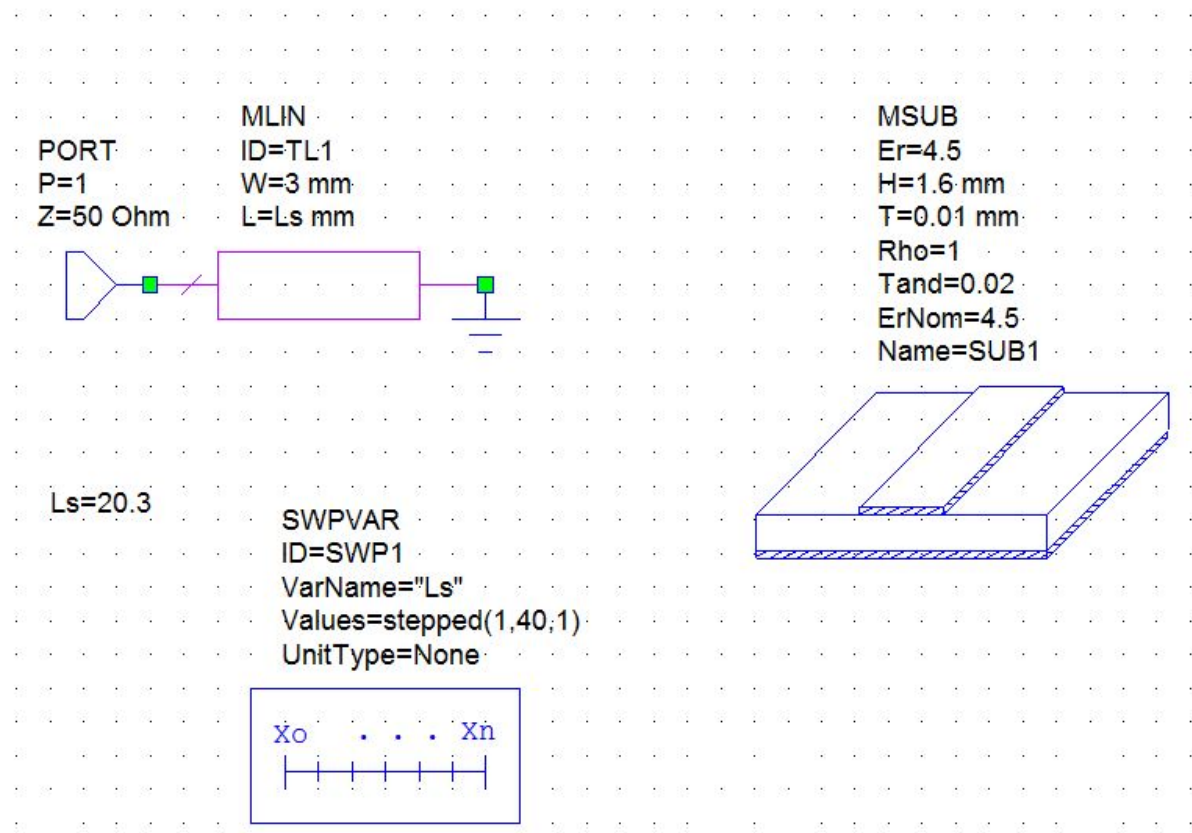 PORT
P=1
Z=50 Ohm
MLIN
ID=TL1
W=3 mm
L=Ls mm
MSUB
Er=4.5
H=1.6 mm
T=0.01 mm
Rho=1
Tand=0.02
ErNom=4.5
Name=SUB1
Ls=20.3
SWPVAR
ID=SWP1
VarName="Ls"
Values=stepped(1,40,1)
UnitType=None
Xo . . . Xn